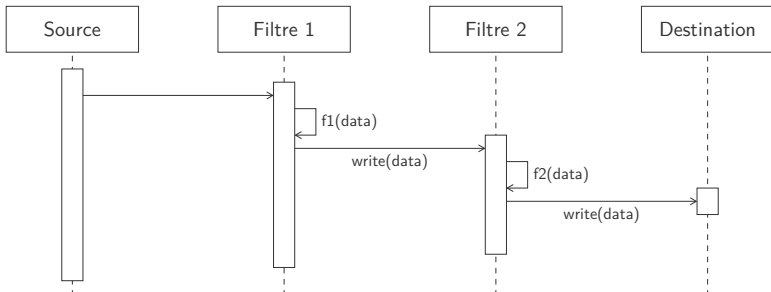 Source
Filtre 1
Filtre 2
Destination
f1(data)
write(data)
f2(data)
write(data)